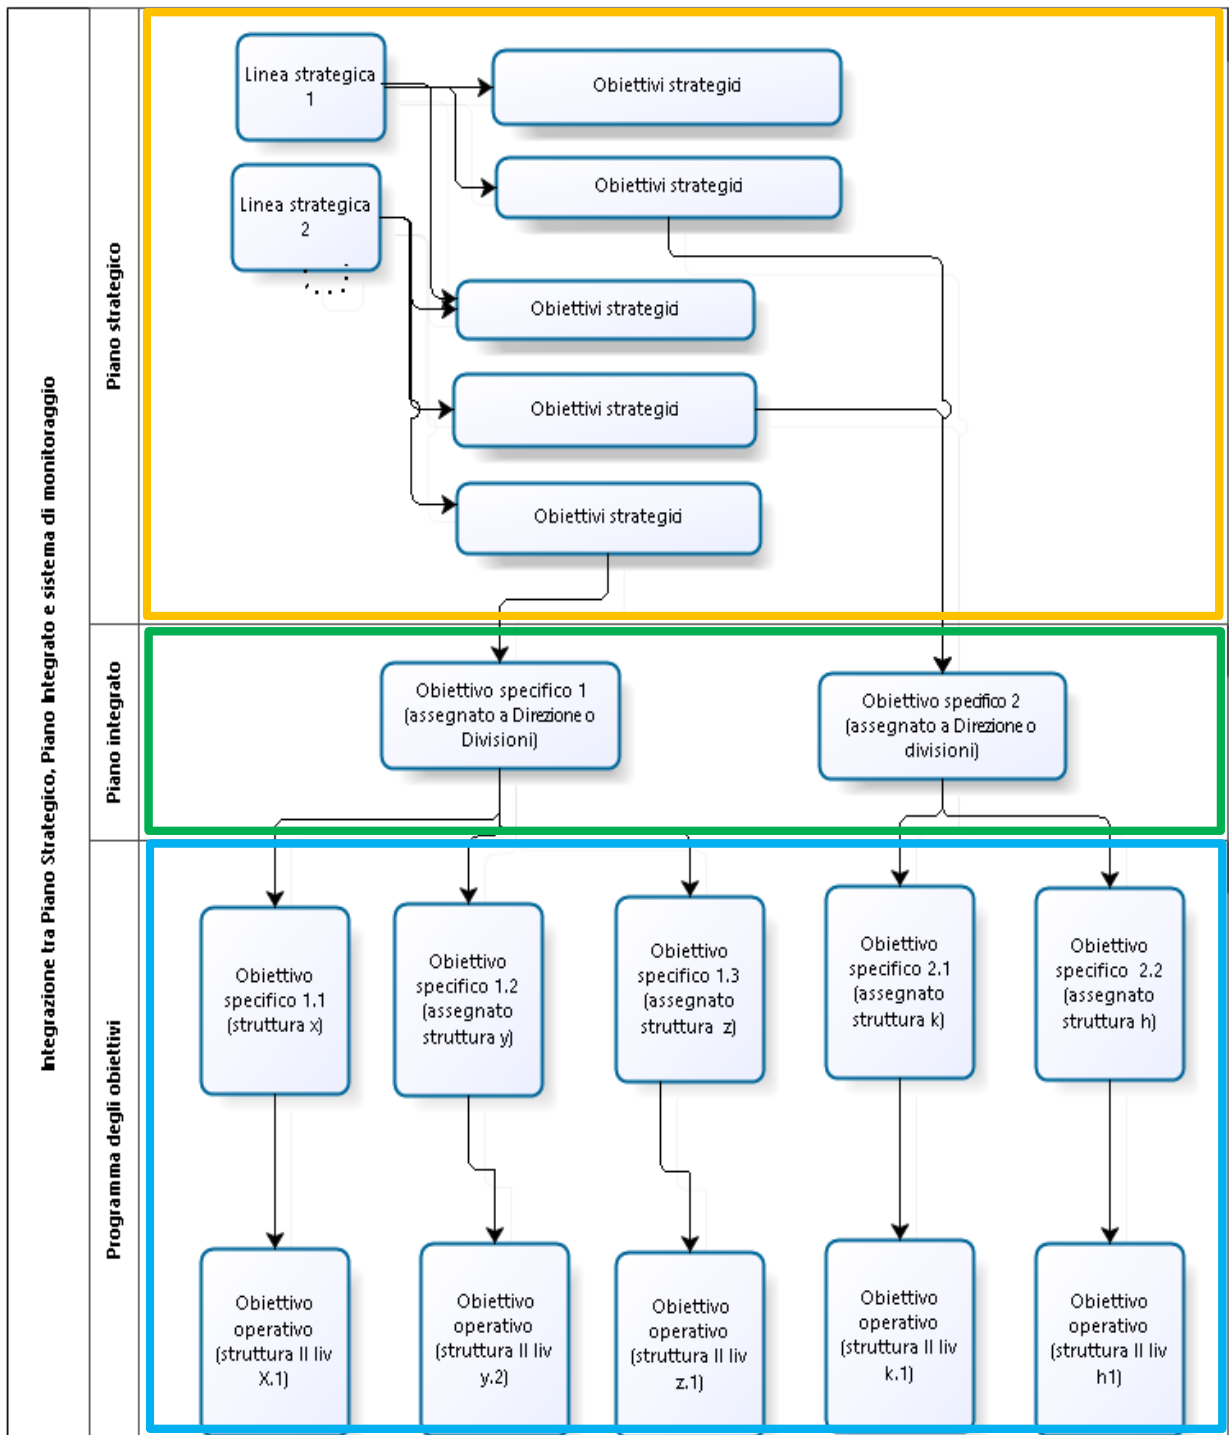 Integrazione tra Piano Strategico, Piano Integrato e sistema di monitoraggio
Piano strategico
Linea strategica
1
Obiettivi strategici
Obiettivi strategici
Linea strategica
2
Obiettivi strategici
Obiettivi strategici
Obiettivi strategici
Piano integrato
Obiettivo specifico 1
(assegnato a Direzione o
Divisioni)
Obiettivo specifico 2
(assegnato a Direzione o
divisioni)
Programma degli obiettivi
Obiettivo
specifico 1.1
(struttura x)
Obiettivo
specifico 1.2
(assegnato
struttura y)
Obiettivo
specifico 1.3
(assegnato
struttura z)
Obiettivo
specifico 2.1
(assegnato
struttura k)
Obiettivo
specifico 2.2
(assegnato
struttura h)
Obiettivo
operativo
(struttura II liv
X.1)
Obiettivo
operativo
(struttura II liv
y.2)
Obiettivo
operativo
(struttura II liv
z.1)
Obiettivo
operativo
(struttura II liv
k.1)
Obiettivo
operativo
(struttura II liv
h1)